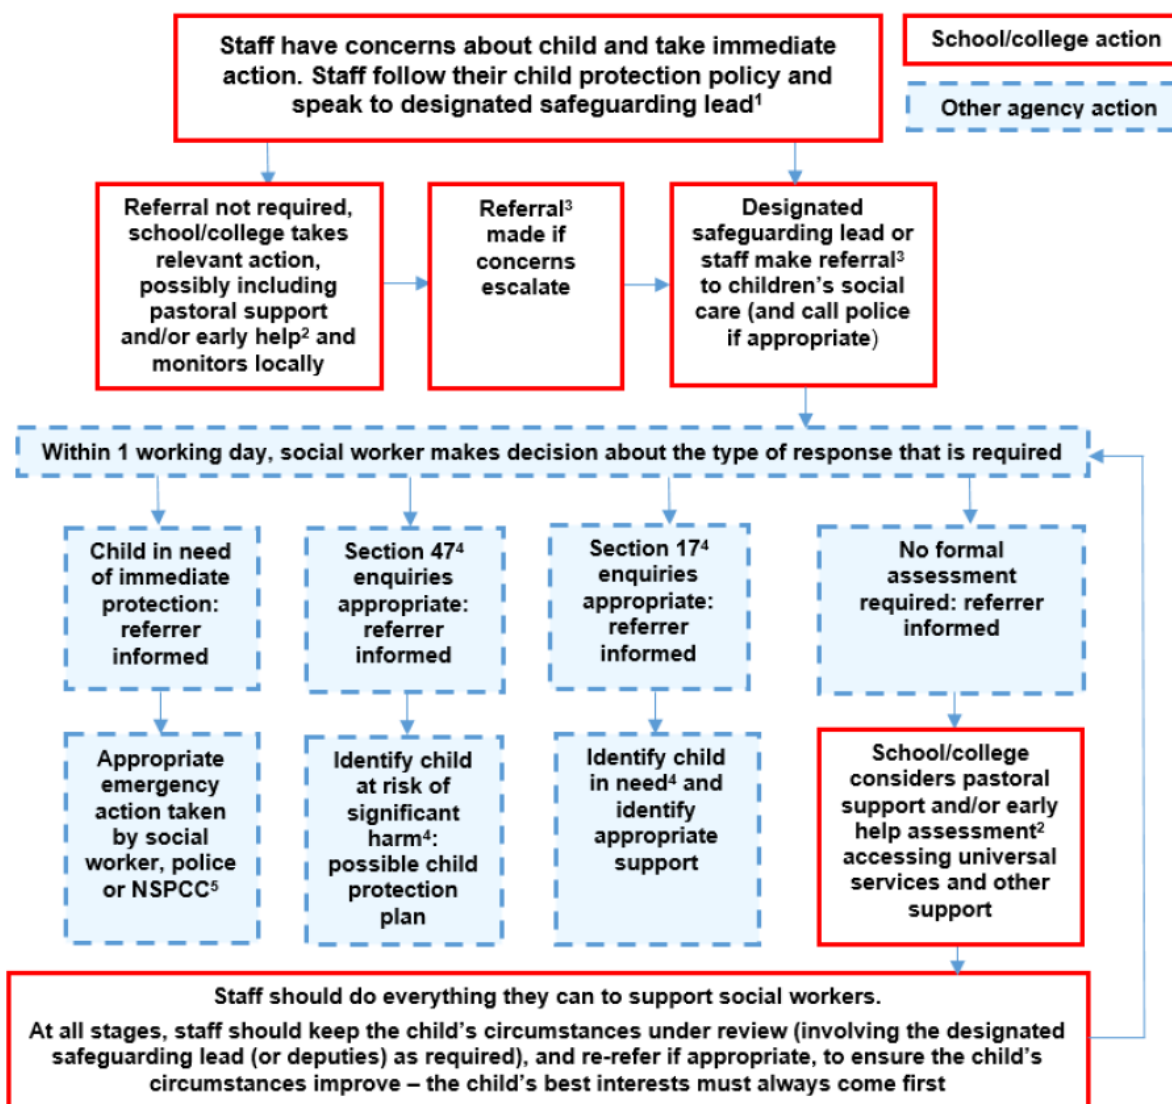 Staff have concerns about child and take immediate
action. Staff follow their child protection policy and
speak to designated safeguarding lead¹
School/college action
Other agency action
Referral not required,
school/college takes
relevant action,
possibly including
pastoral support
and/or early help² and
monitors locally
Referral³
made if
concerns
escalate
Designated
safeguarding lead or
staff make referral³
to children’s social
care (and call police
if appropriate)
Within 1 working day, social worker makes decision about the type of response that is required
Child in need
of immediate
protection:
referrer
informed
Section 47⁴
enquiries
appropriate:
referrer
informed
Section 17⁴
enquiries
appropriate:
referrer
informed
No formal
assessment
required: referrer
informed
Appropriate
emergency
action taken
by social
worker, police
or NSPCC⁵
Identify child
at risk of
significant
harm⁴:
possible child
protection
plan
Identify child
in need⁴ and
identify
appropriate
support
School/college
considers pastoral
support and/or early
help assessment²
accessing universal
services and other
support
Staff should do everything they can to support social workers.
At all stages, staff should keep the child’s circumstances under review (involving the designated
safeguarding lead (or deputies) as required), and re-refer if appropriate, to ensure the child’s
circumstances improve – the child’s best interests must always come first